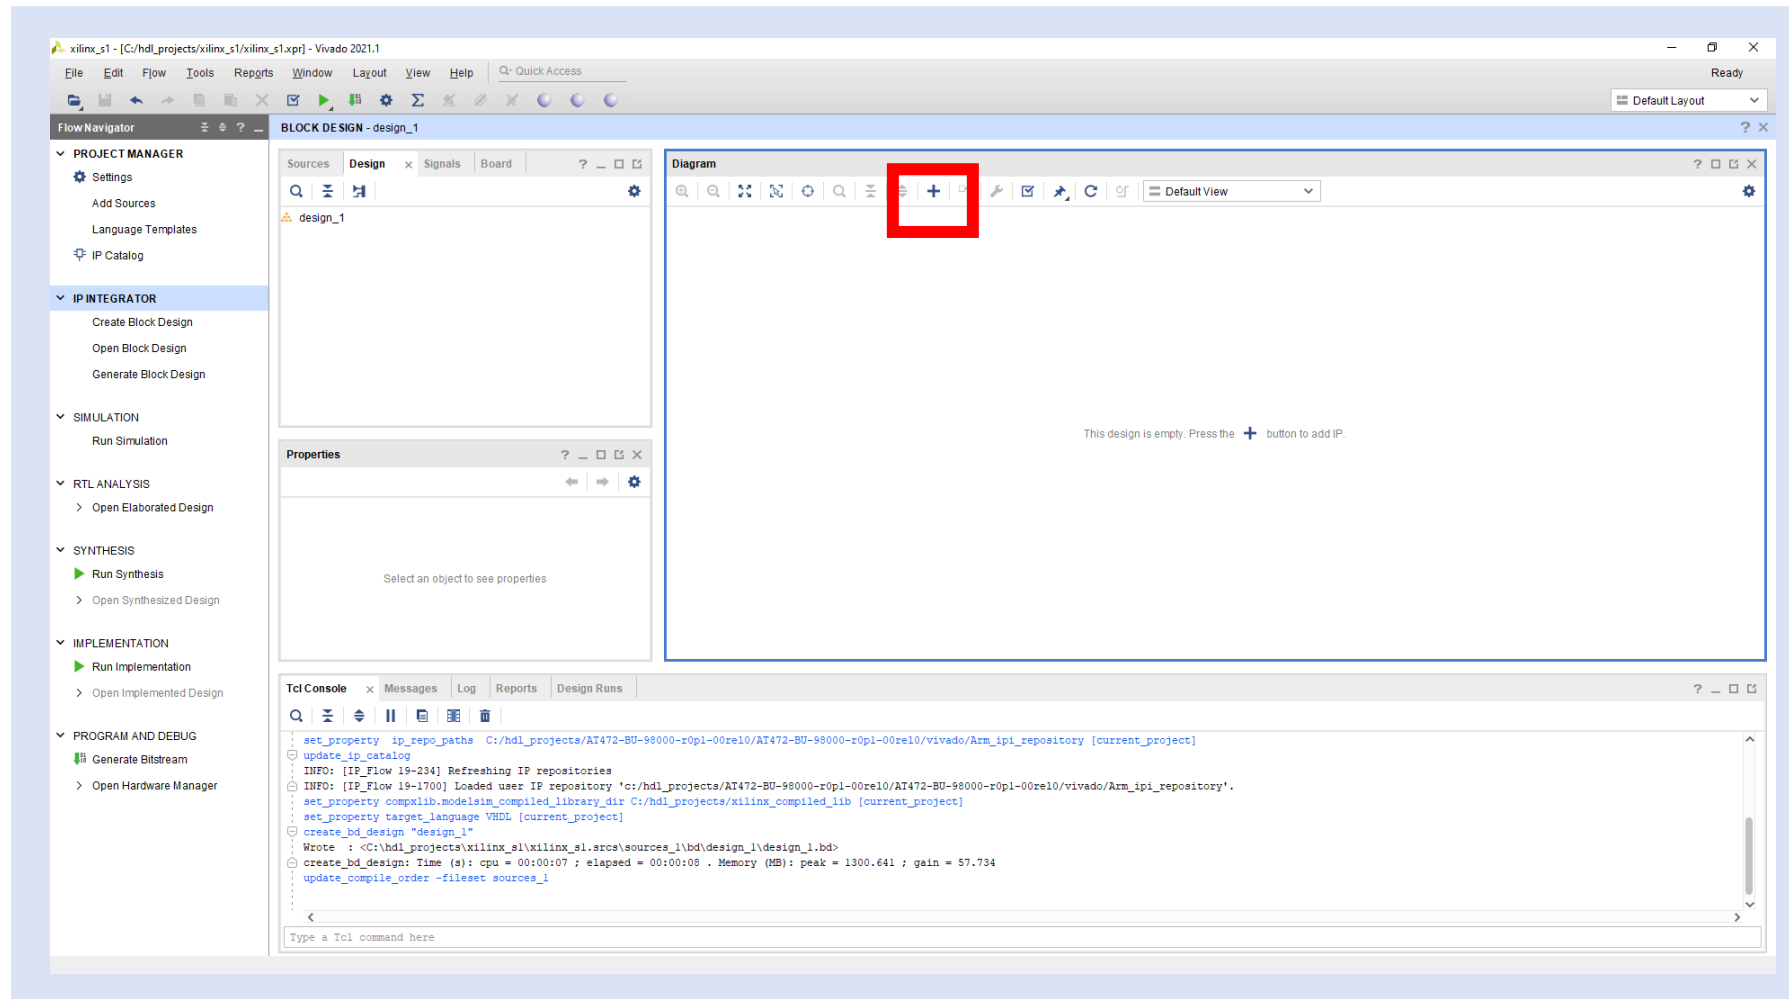 xilinx_s1 - [C:/hdl_projects/xilinx_s1/xilinx_s1.xpr] - Vivado 2021.1
File Edit Flow Tools Reports Window Layout View Help Quick Access Ready
Default Layout
Flow Navigator
BLOCK DESIGN - design_1
PROJECT MANAGER
Settings
Add Sources
Language Templates
IP Catalog
IP INTEGRATOR
Create Block Design
Open Block Design
Generate Block Design
SIMULATION
Run Simulation
RTL ANALYSIS
Open Elaborated Design
SYNTHESIS
Run Synthesis
Open Synthesized Design
IMPLEMENTATION
Run Implementation
Open Implemented Design
PROGRAM AND DEBUG
Generate Bitstream
Open Hardware Manager
Sources Design Signals Board
design_1
Properties
Select an object to see properties
Diagram
Default View
This design is empty. Press the + button to add IP.
Tcl Console Messages Log Reports Design Runs
set_property ip_repo_paths C:/hdl_projects/AT472-BU-98000-r0p1-00rel0/AT472-BU-98000-r0p1-00rel0/vivado/Arm_ipi_repository [current_project]
update_ip_catalog
INFO: [IP_Flow 19-234] Refreshing IP repositories
INFO: [IP_Flow 19-1700] Loaded user IP repository 'c:/hdl_projects/AT472-BU-98000-r0p1-00rel0/AT472-BU-98000-r0p1-00rel0/vivado/Arm_ipi_repository'.
set_property compxlib.modelsim_compiled_library_dir C:/hdl_projects/xilinx_compiled_lib [current_project]
set_property target_language VHDL [current_project]
create_bd_design "design_1"
Wrote : <C:\hdl_projects\xilinx_s1\xilinx_s1.srcs\sources_1\bd\design_1\design_1.bd>
create_bd_design: Time (s): cpu = 00:00:07 ; elapsed = 00:00:08 . Memory (MB): peak = 1300.641 ; gain = 57.734
update_compile_order -fileset sources_1
Type a Tcl command here